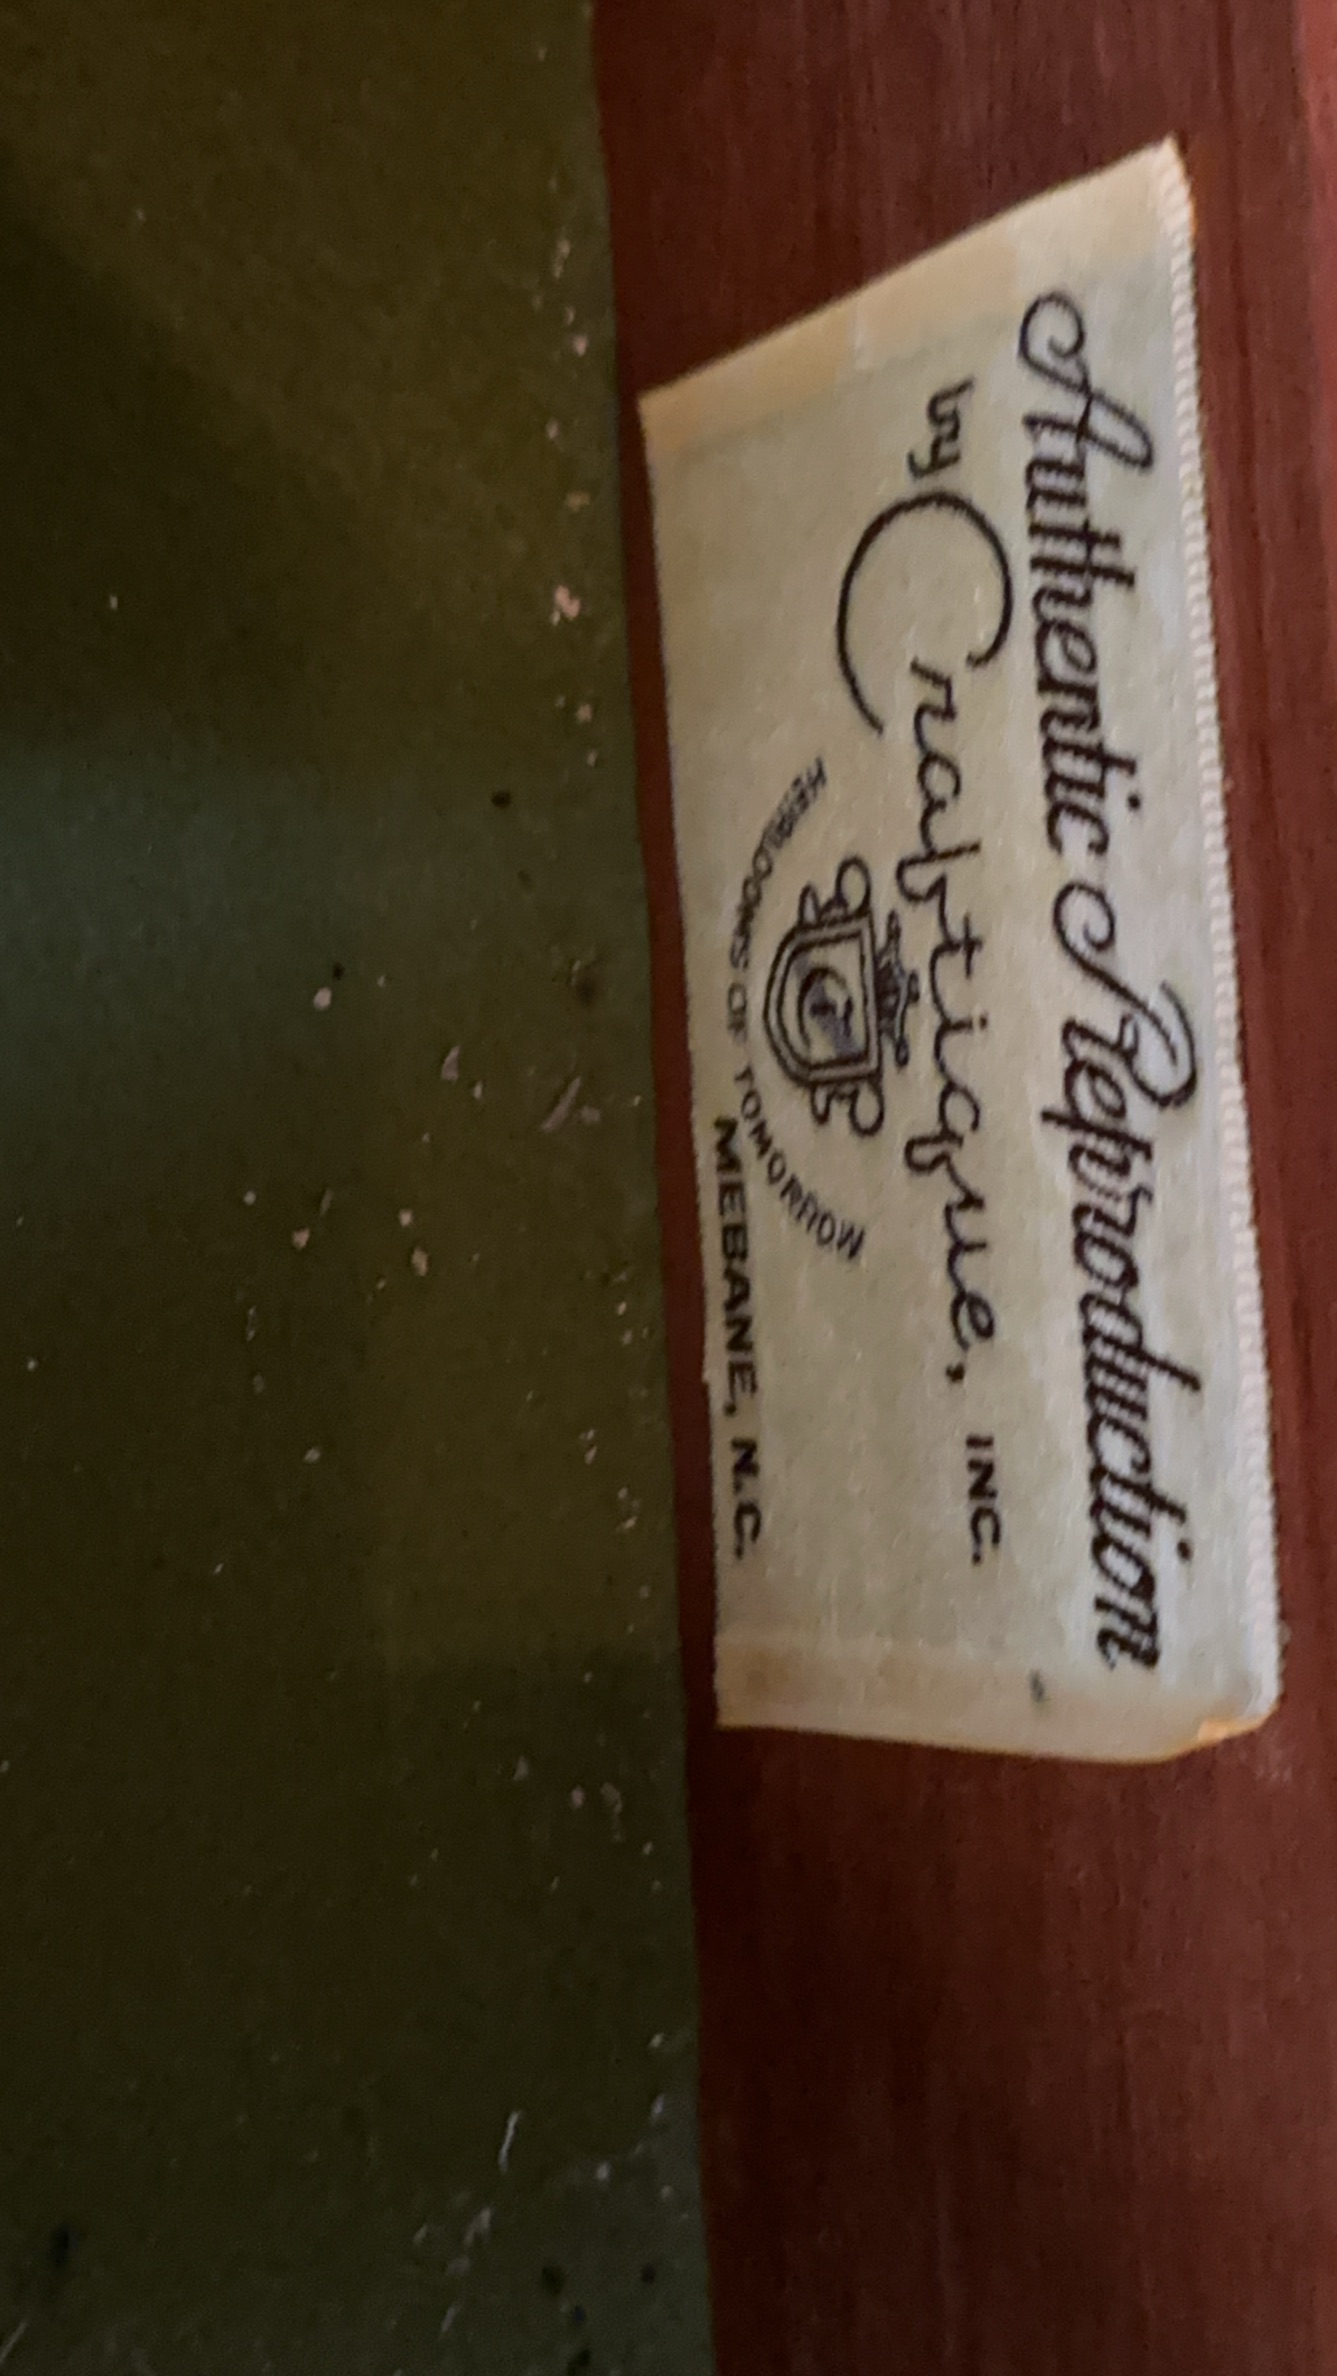 Authentic Reproduction
by Craftique, INC.
HEIRLOOMS OF TOMORROW
MEBANE, N.C.